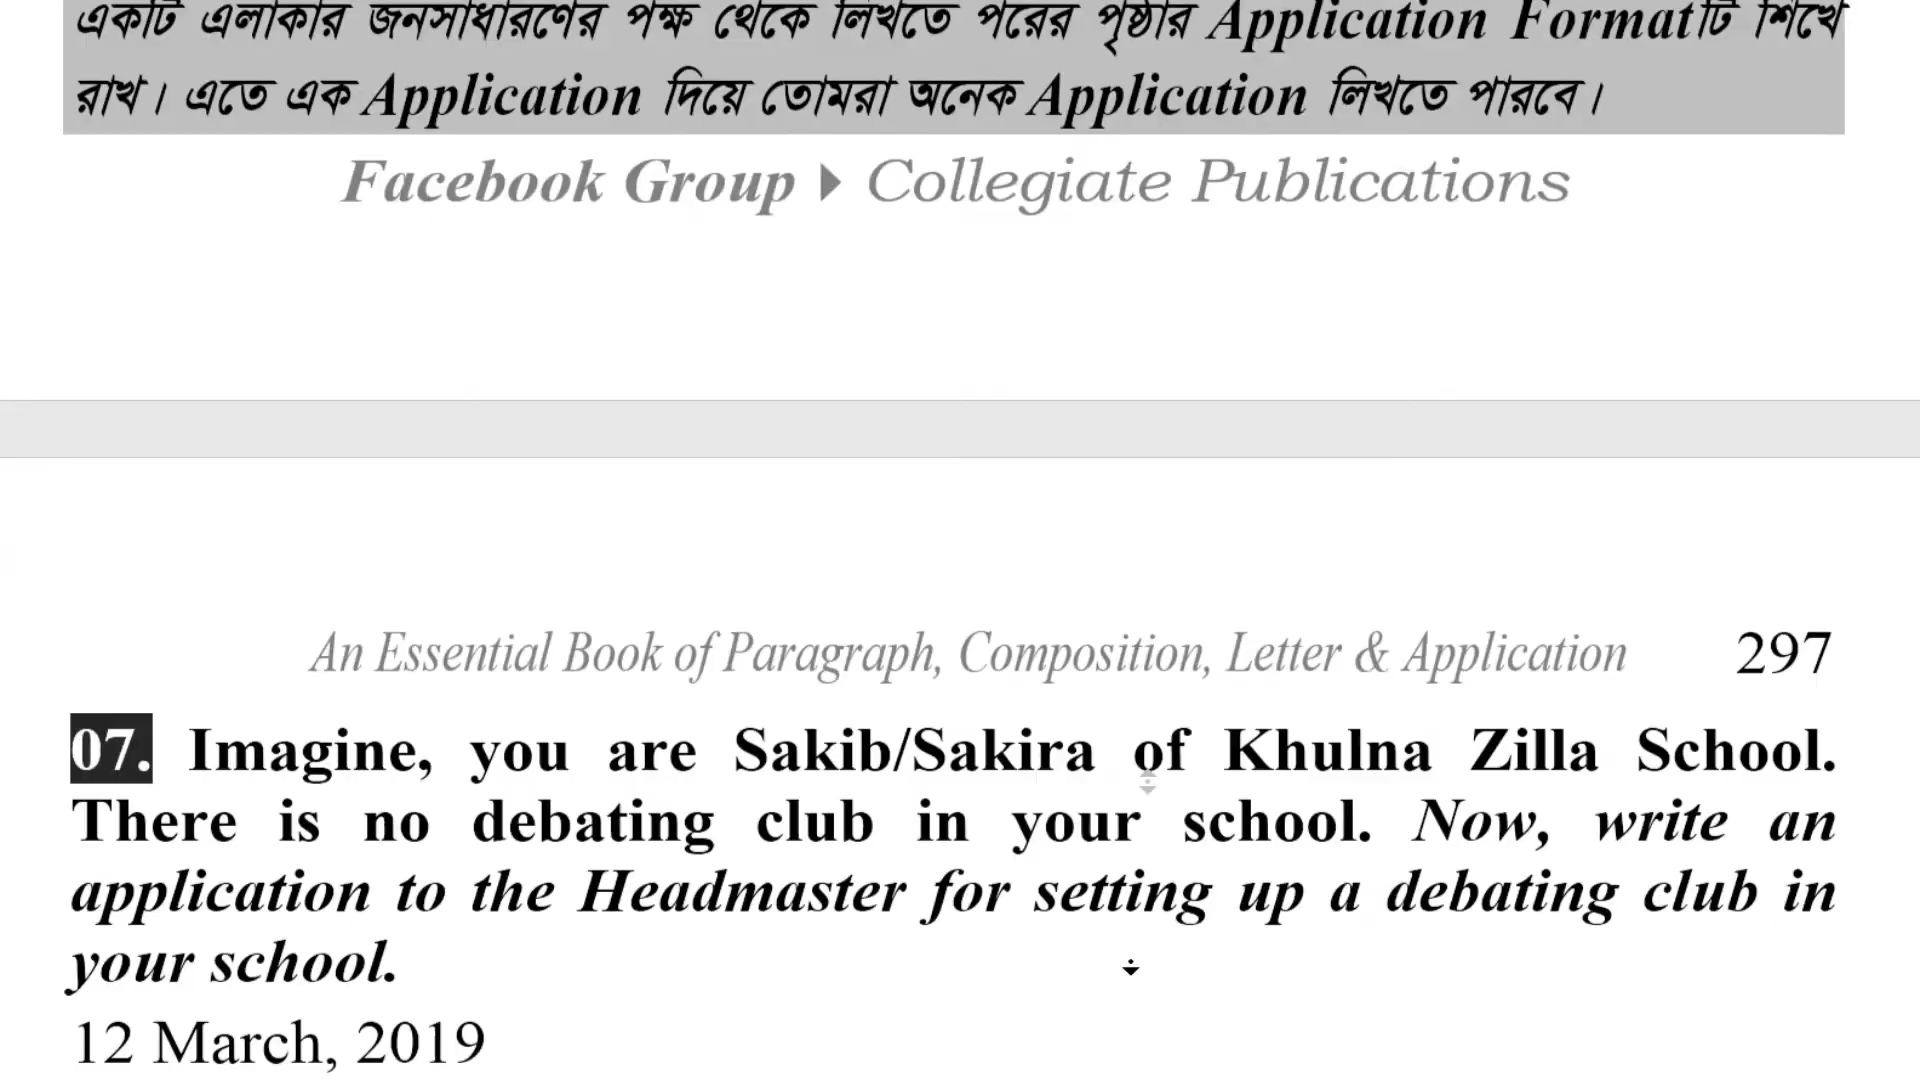 একটি এলাকার জনসাধারণের পক্ষ থেকে লিখতে পরের পৃষ্ঠার Application Formatটি শিখে
রাখ। এতে এক Application দিয়ে তোমরা অনেক Application লিখতে পারবে।
Facebook Group Collegiate Publications
An Essential Book of Paragraph, Composition, Letter & Application 297
07. Imagine, you are Sakib/Sakira of Khulna Zilla School.
There is no debating club in your school. Now, write an
application to the Headmaster for setting up a debating club in
your school.
12 March, 2019